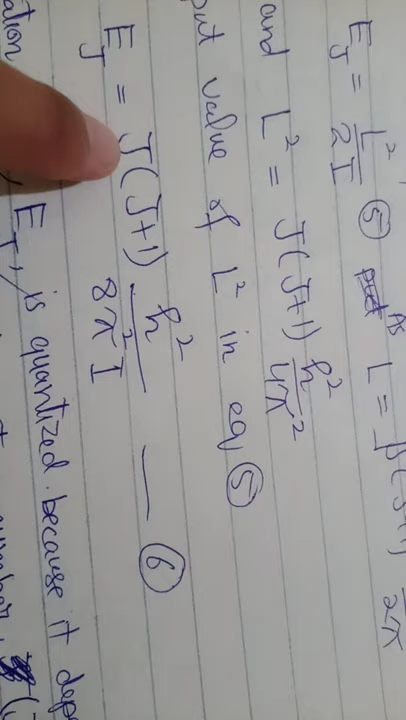 E_J = L²/2I ⑤ As L = √J(J+1) /2π
and L² = J(J+1) h²/4π²
put value of L² in eq ⑤
E_J = J(J+1) h²/8π²I — ⑥
E_J, is quantized because it